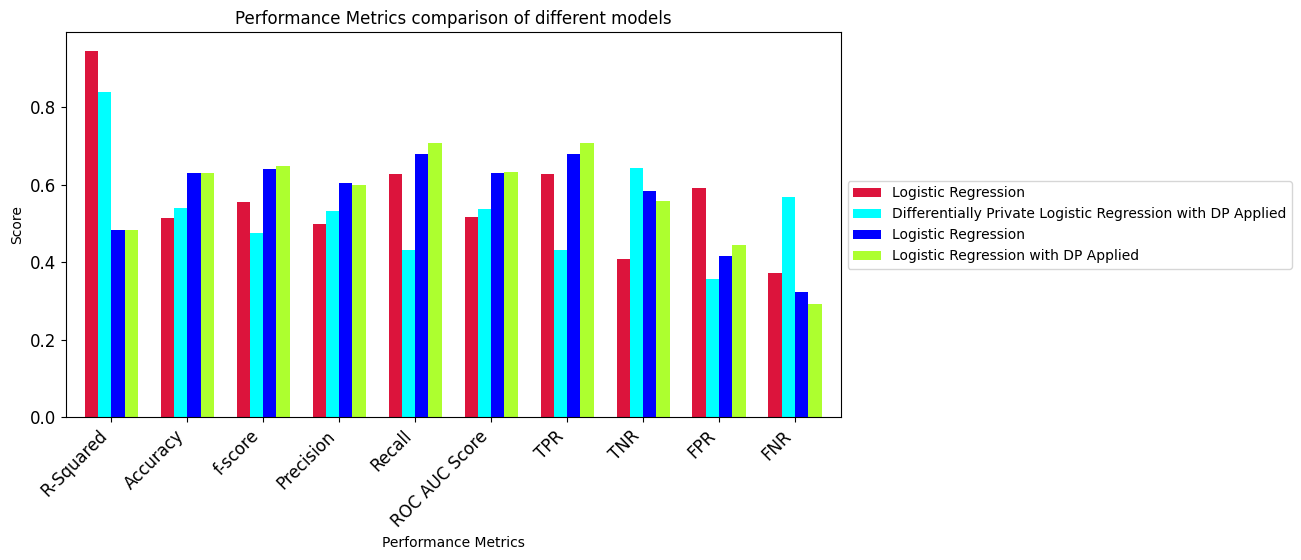 Performance Metrics comparison of different models
Score
0.8
0.6
0.4
0.2
0.0
R-Squared
Accuracy
f-score
Precision
Recall
ROC AUC Score
TPR
TNR
FPR
FNR
Performance Metrics
Logistic Regression
Differentially Private Logistic Regression with DP Applied
Logistic Regression
Logistic Regression with DP Applied